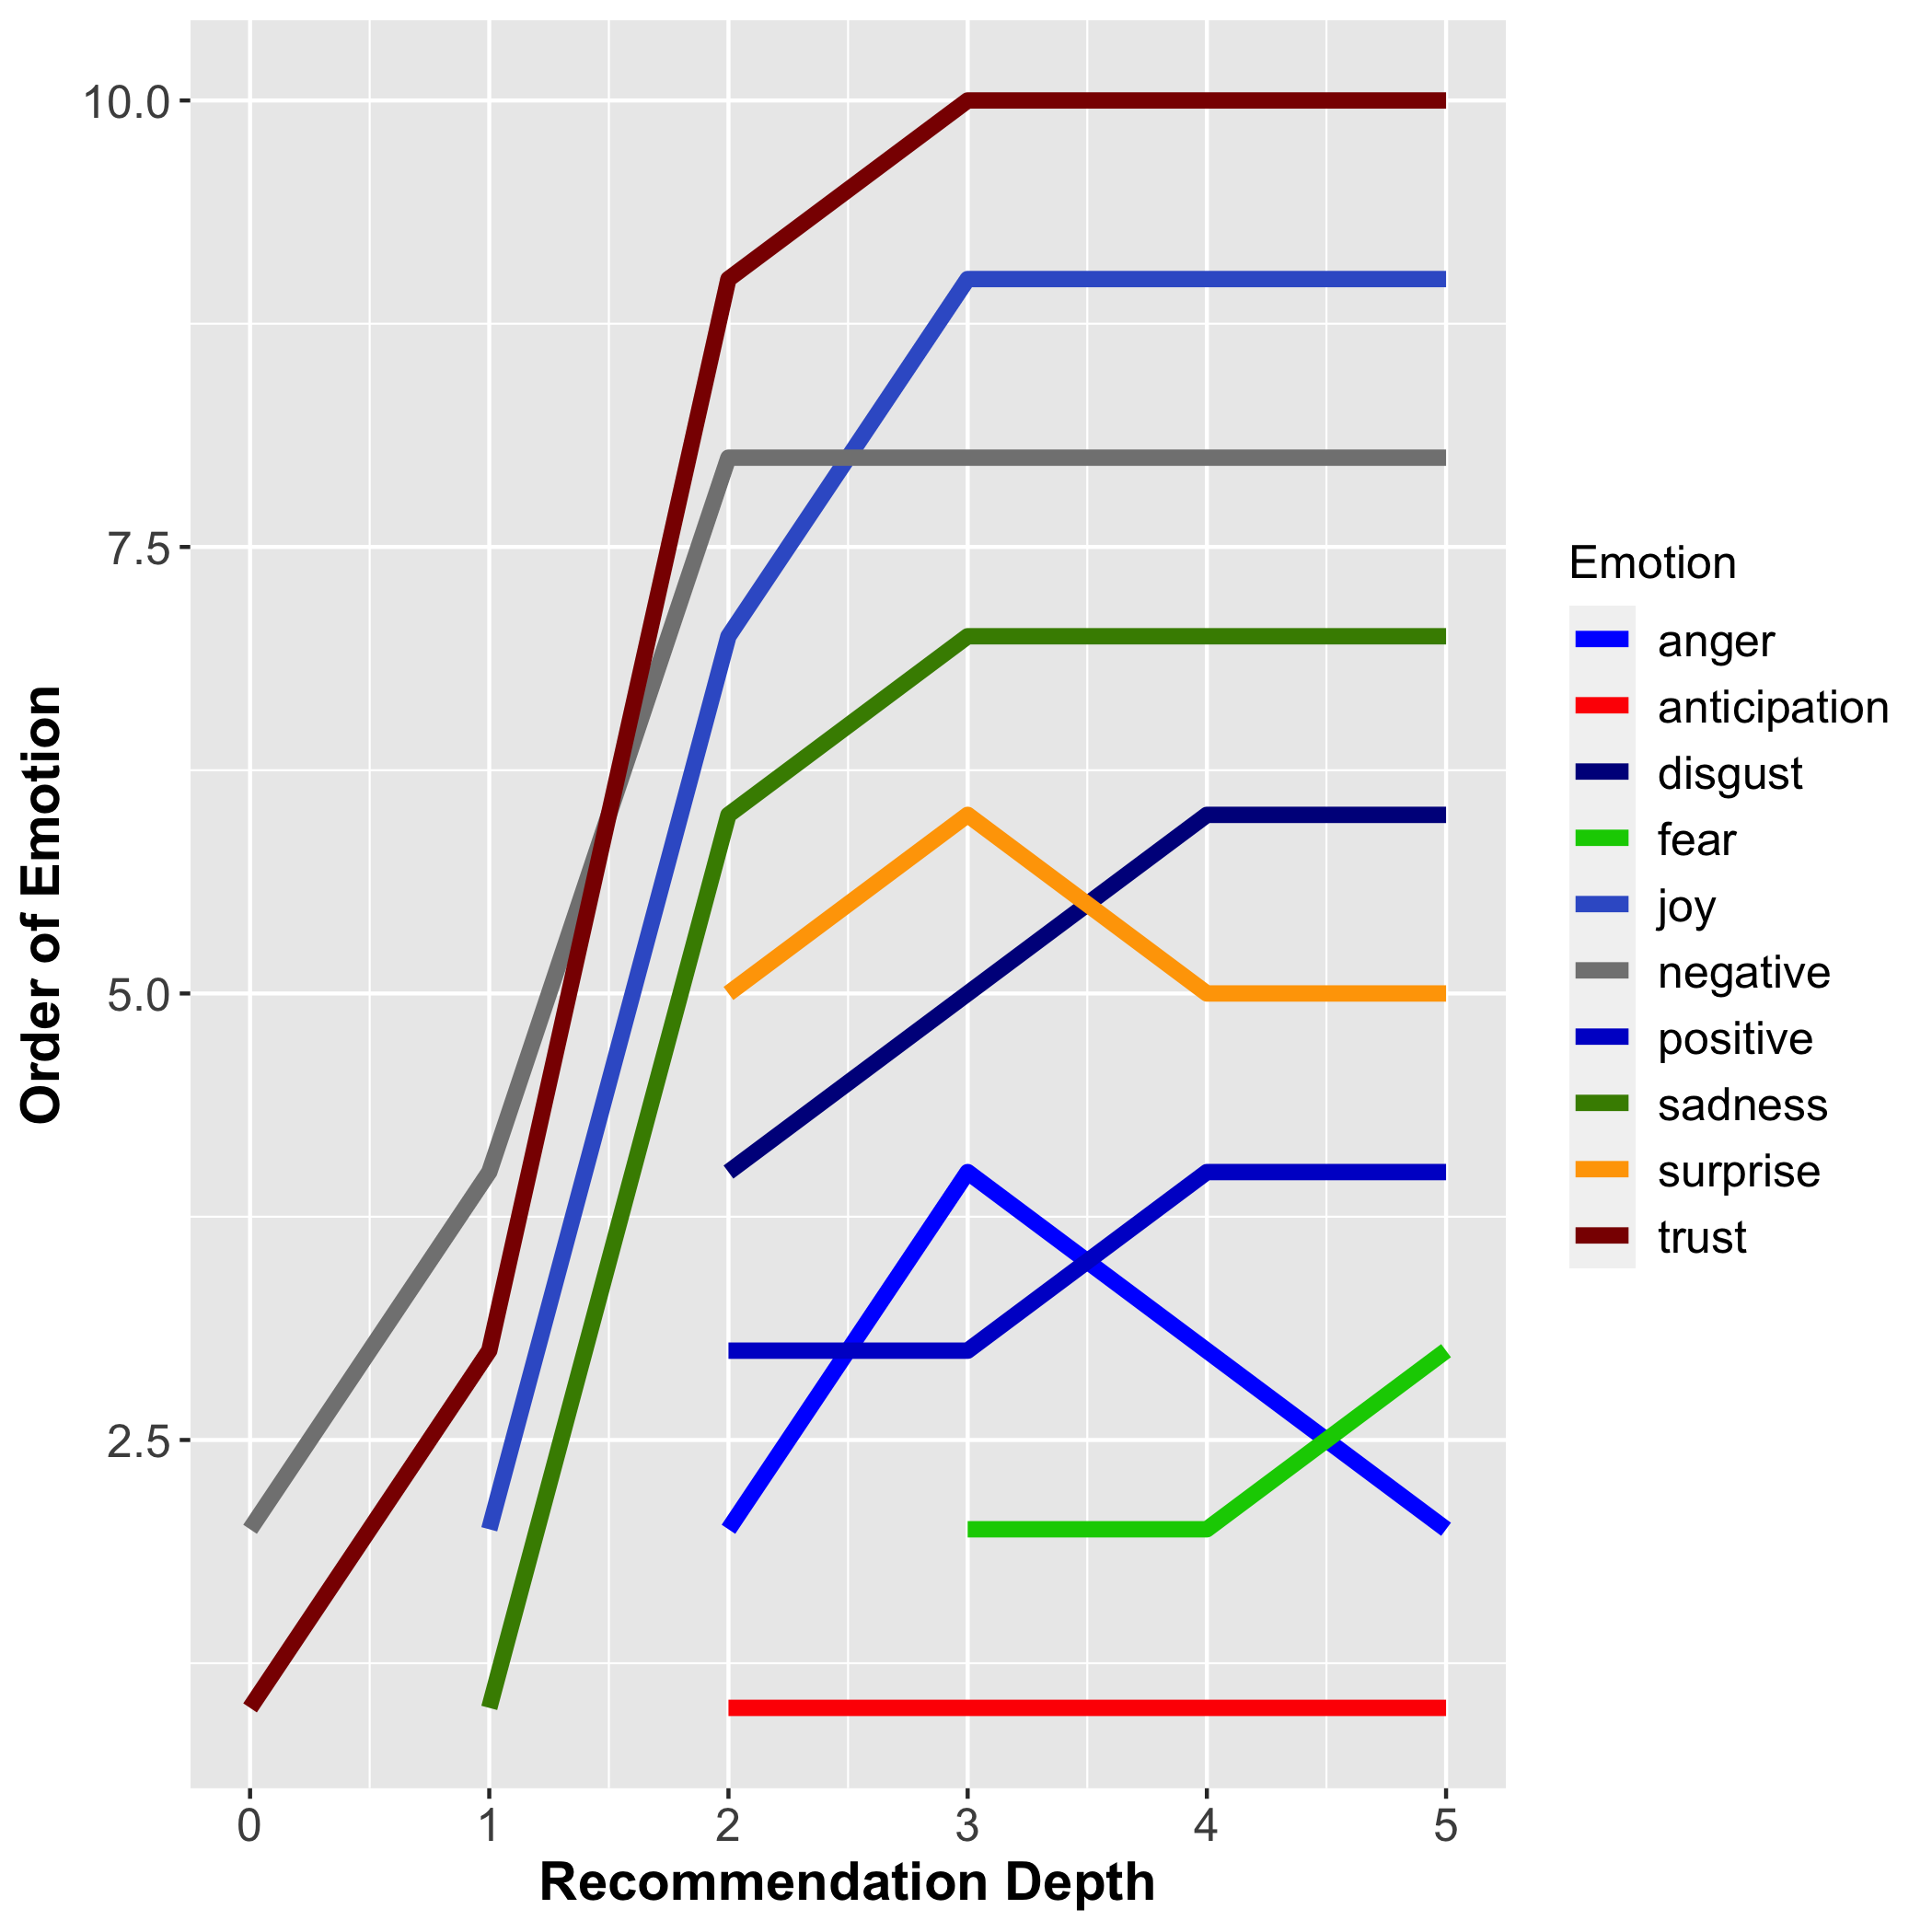 10.0
7.5
5.0
2.5
Order of Emotion
0 1 2 3 4 5
Recommendation Depth
Emotion
anger
anticipation
disgust
fear
joy
negative
positive
sadness
surprise
trust